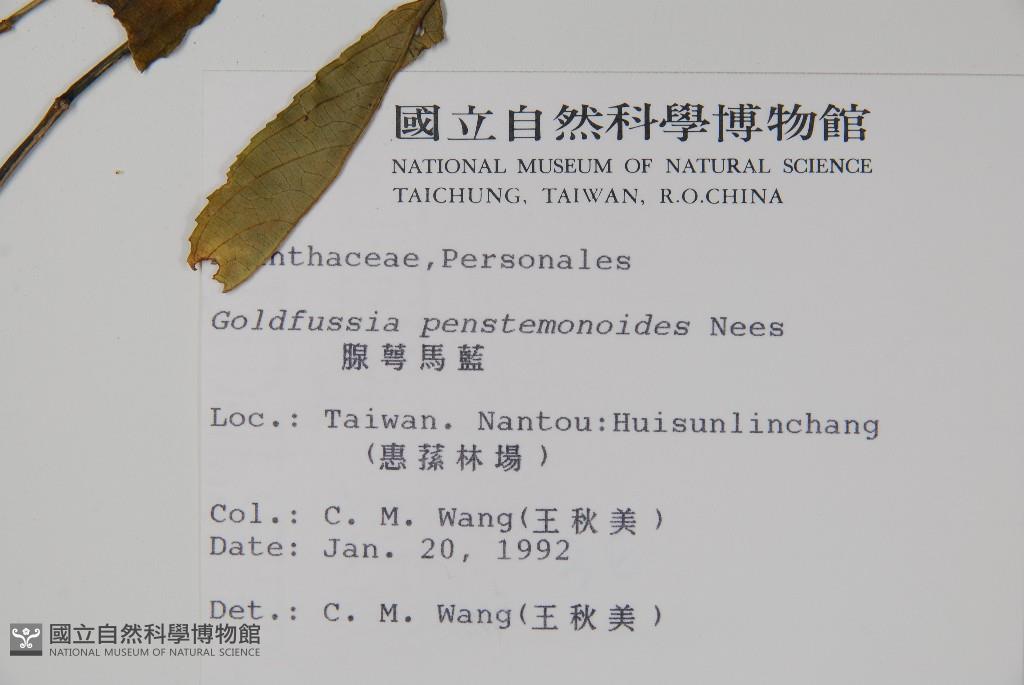 國立自然科學博物館
NATIONAL MUSEUM OF NATURAL SCIENCE
TAICHUNG, TAIWAN, R.O.CHINA
nthaceae,Personales
Goldfussia penstemonoides Nees
腺萼馬藍
Loc.: Taiwan. Nantou:Huisunlinchang
(惠蓀林場)
Col.: C. M. Wang(王秋美)
Date: Jan. 20, 1992
Det.: C. M. Wang(王秋美)
國立自然科學博物館
NATIONAL MUSEUM OF NATURAL SCIENCE